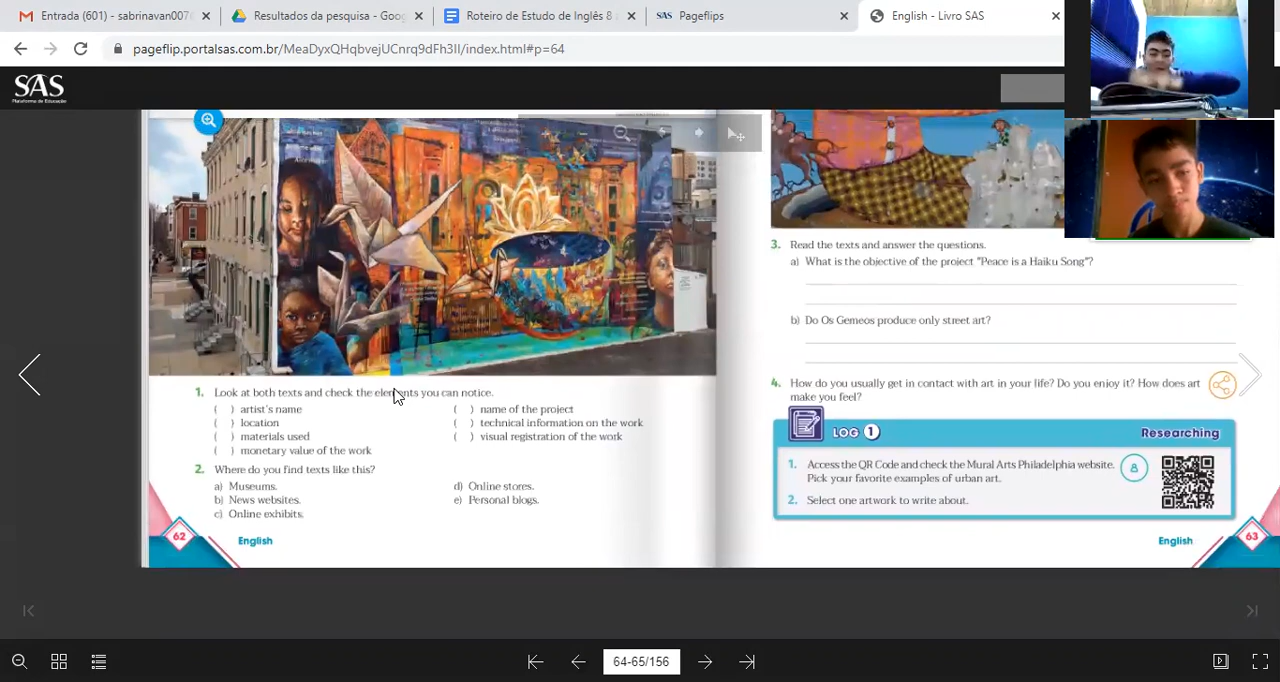 Entrada (601) - sabrinavan007
Resultados da pesquisa - Goo
Roteiro de Estudo de Inglês 8
SAS Pageflips
English - Livro SAS
pageflip.portalsas.com.br/MeaDyxQHqbvejUCnrq9dFh3II/index.html#p=64
SAS
Plataforma de Educação
1. Look at both texts and check the elements you can notice.
( ) artist's name
( ) location
( ) materials used
( ) monetary value of the work
( ) name of the project
( ) technical information on the work
( ) visual registration of the work
2. Where do you find texts like this?
a) Museums.
b) News websites.
c) Online exhibits.
d) Online stores.
e) Personal blogs.
62
English
3. Read the texts and answer the questions.
a) What is the objective of the project "Peace is a Haiku Song"?
b) Do Os Gemeos produce only street art?
4. How do you usually get in contact with art in your life? Do you enjoy it? How does art
make you feel?
LOG 1
Researching
1. Access the QR Code and check the Mural Arts Philadelphia website.
Pick your favorite examples of urban art.
2. Select one artwork to write about.
English
63
64-65/156